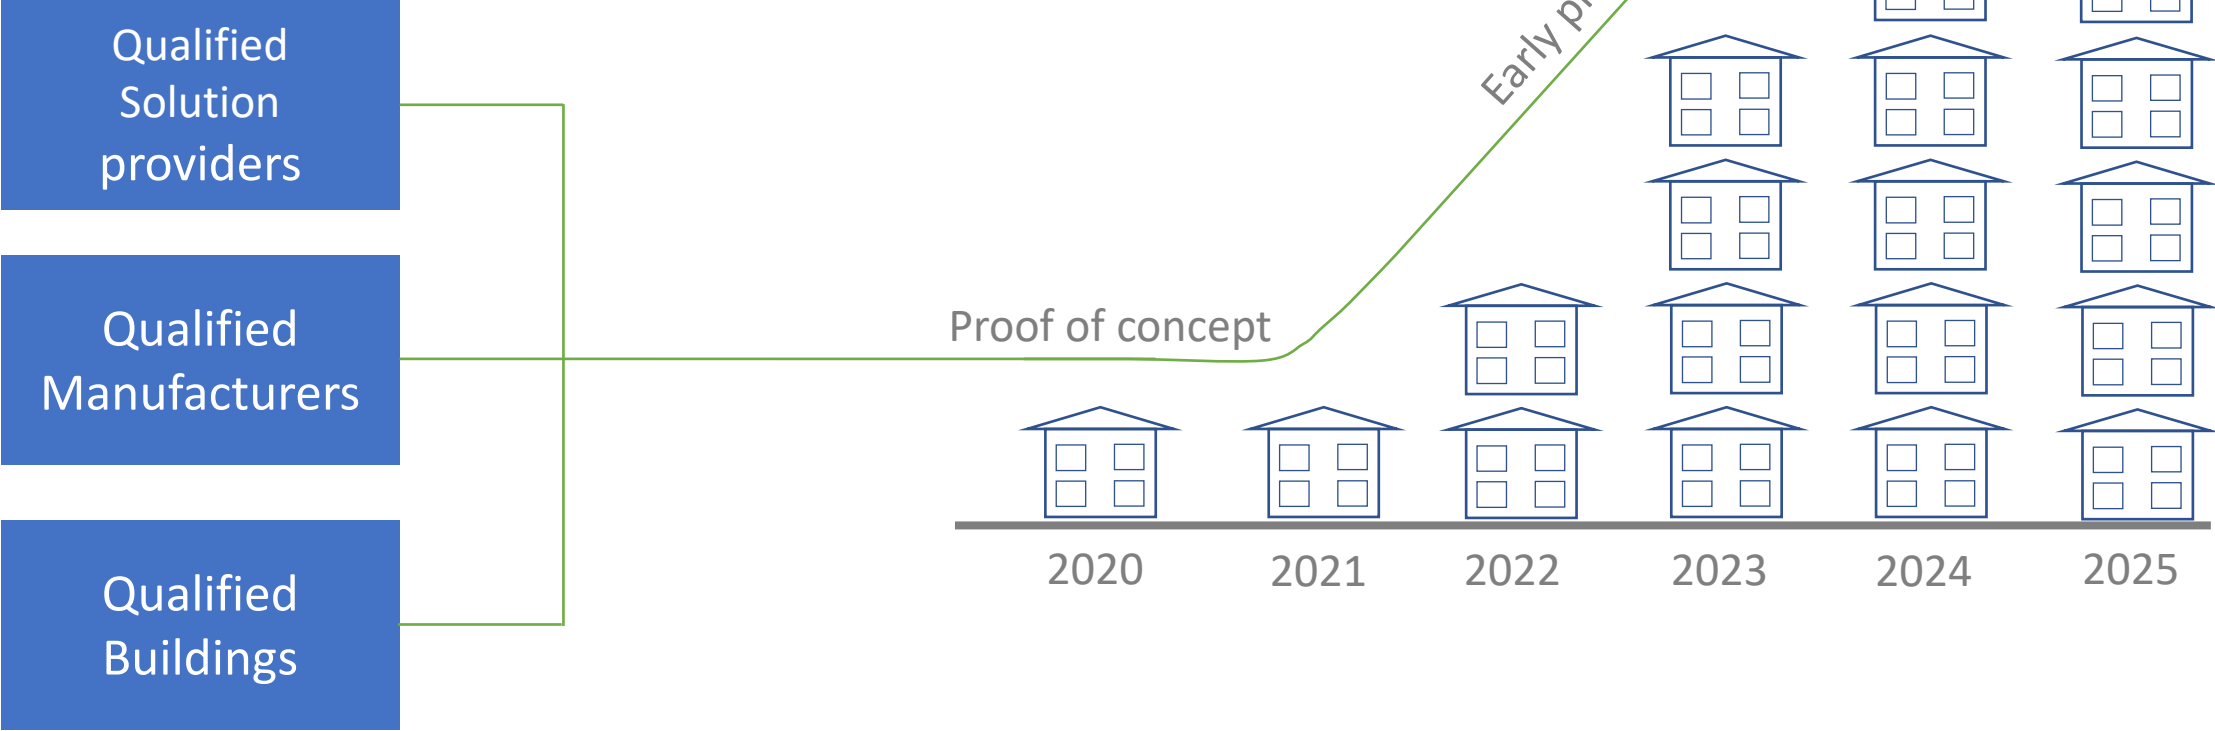 Qualified
Solution
providers
Qualified
Manufacturers
Qualified
Buildings
Early
Proof of concept
2020 2021 2022 2023 2024 2025